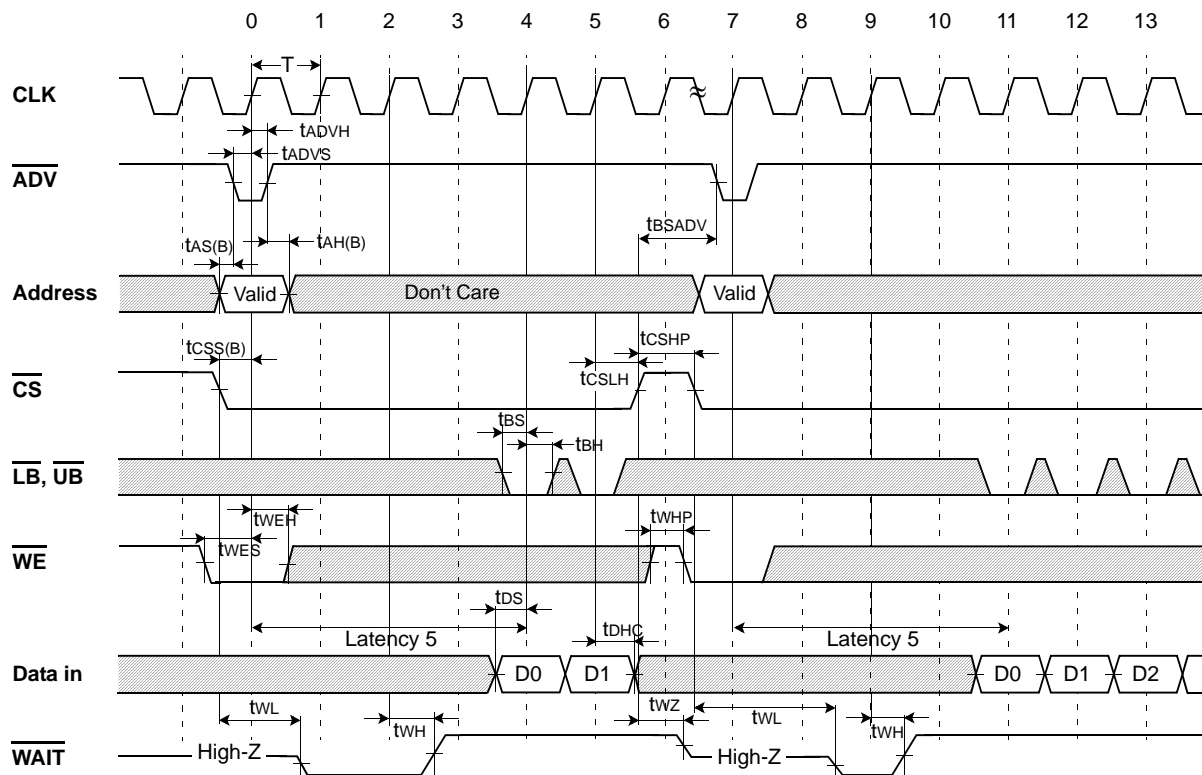 0 1 2 3 4 5 6 7 8 9 10 11 12 13
T
CLK
tADVH
tADVS
ADV
tBSADV
tAS(B) tAH(B)
Address Valid Don't Care Valid
tCSHP
tCSS(B)
tCSLH
CS
tBS
tBH
LB, UB
tWEH tWHP
tWES
WE
tDS
tDHC
Latency 5 Latency 5
Data in D0 D1 D0 D1 D2
tWL tWZ tWL
tWH tWH
High-Z High-Z
WAIT